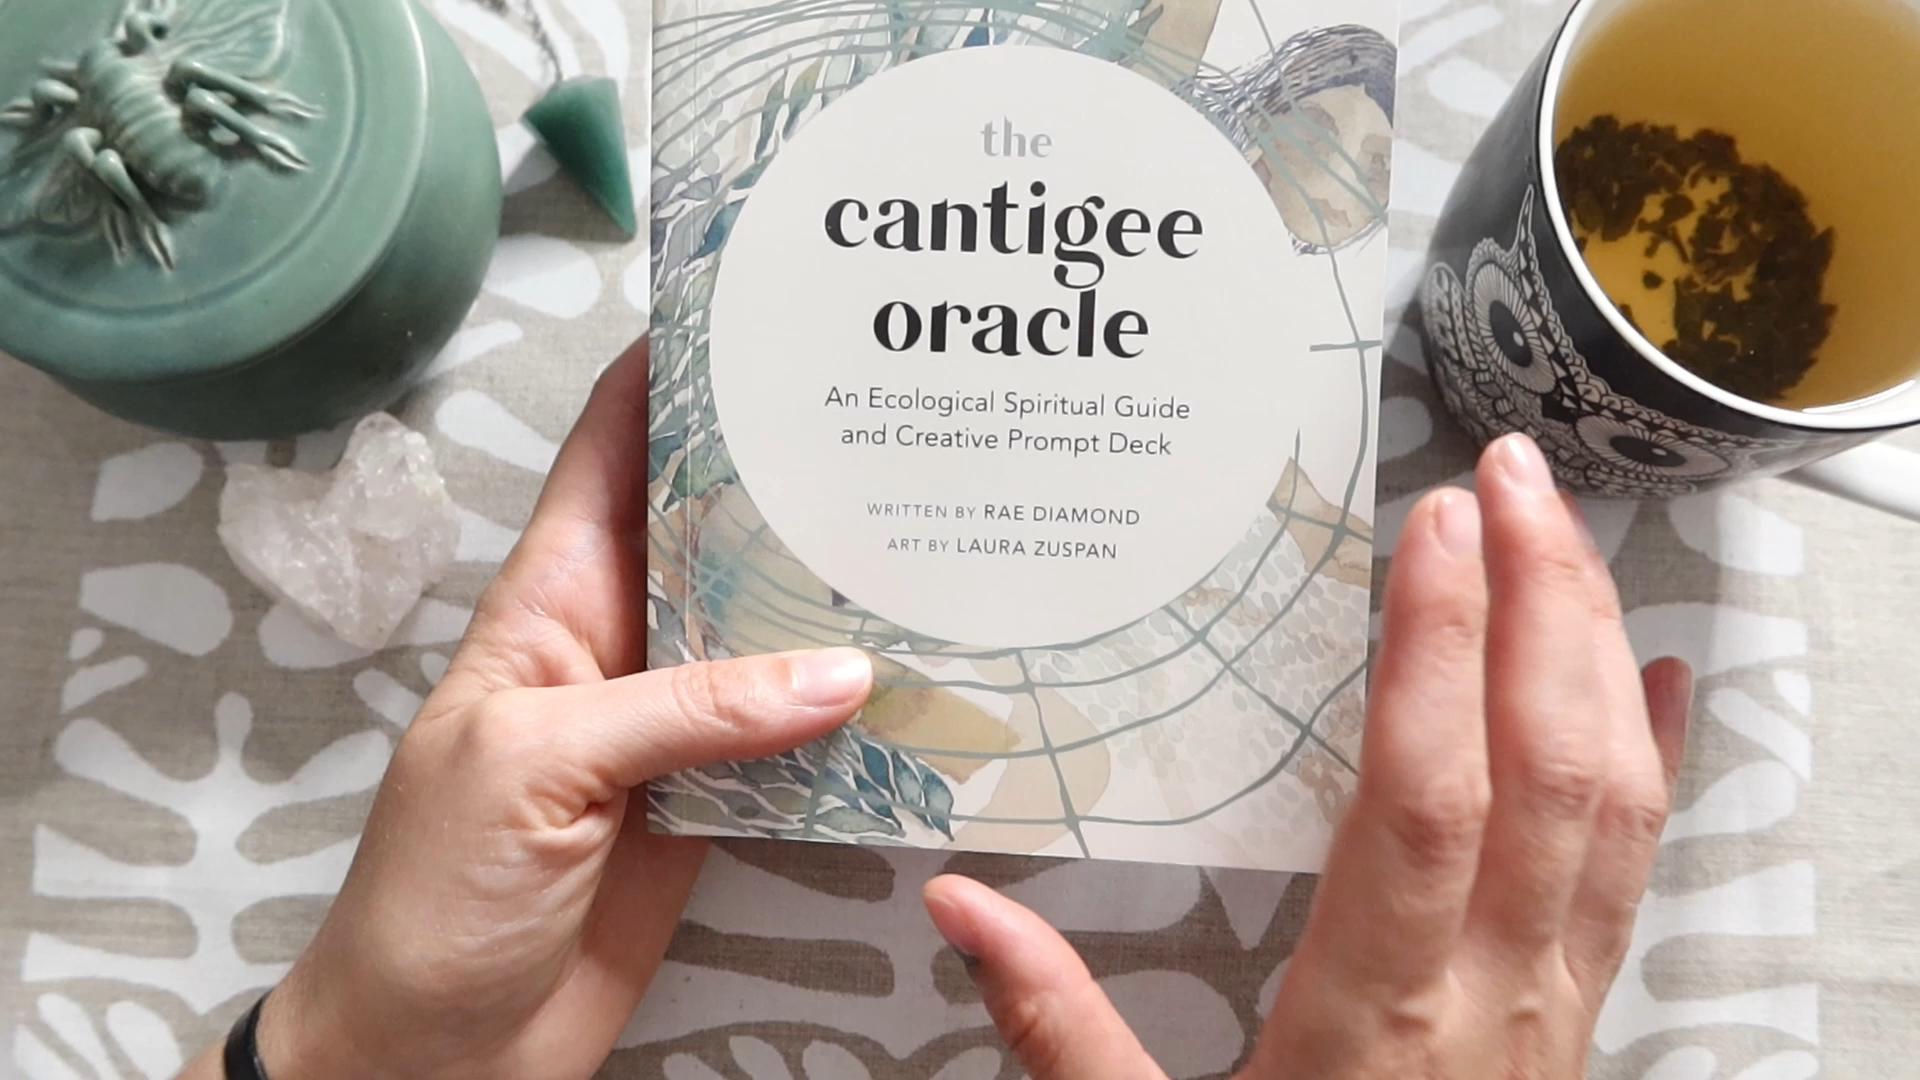 the
cantigee
oracle
An Ecological Spiritual Guide
and Creative Prompt Deck
WRITTEN BY RAE DIAMOND
ART BY LAURA ZUSPAN